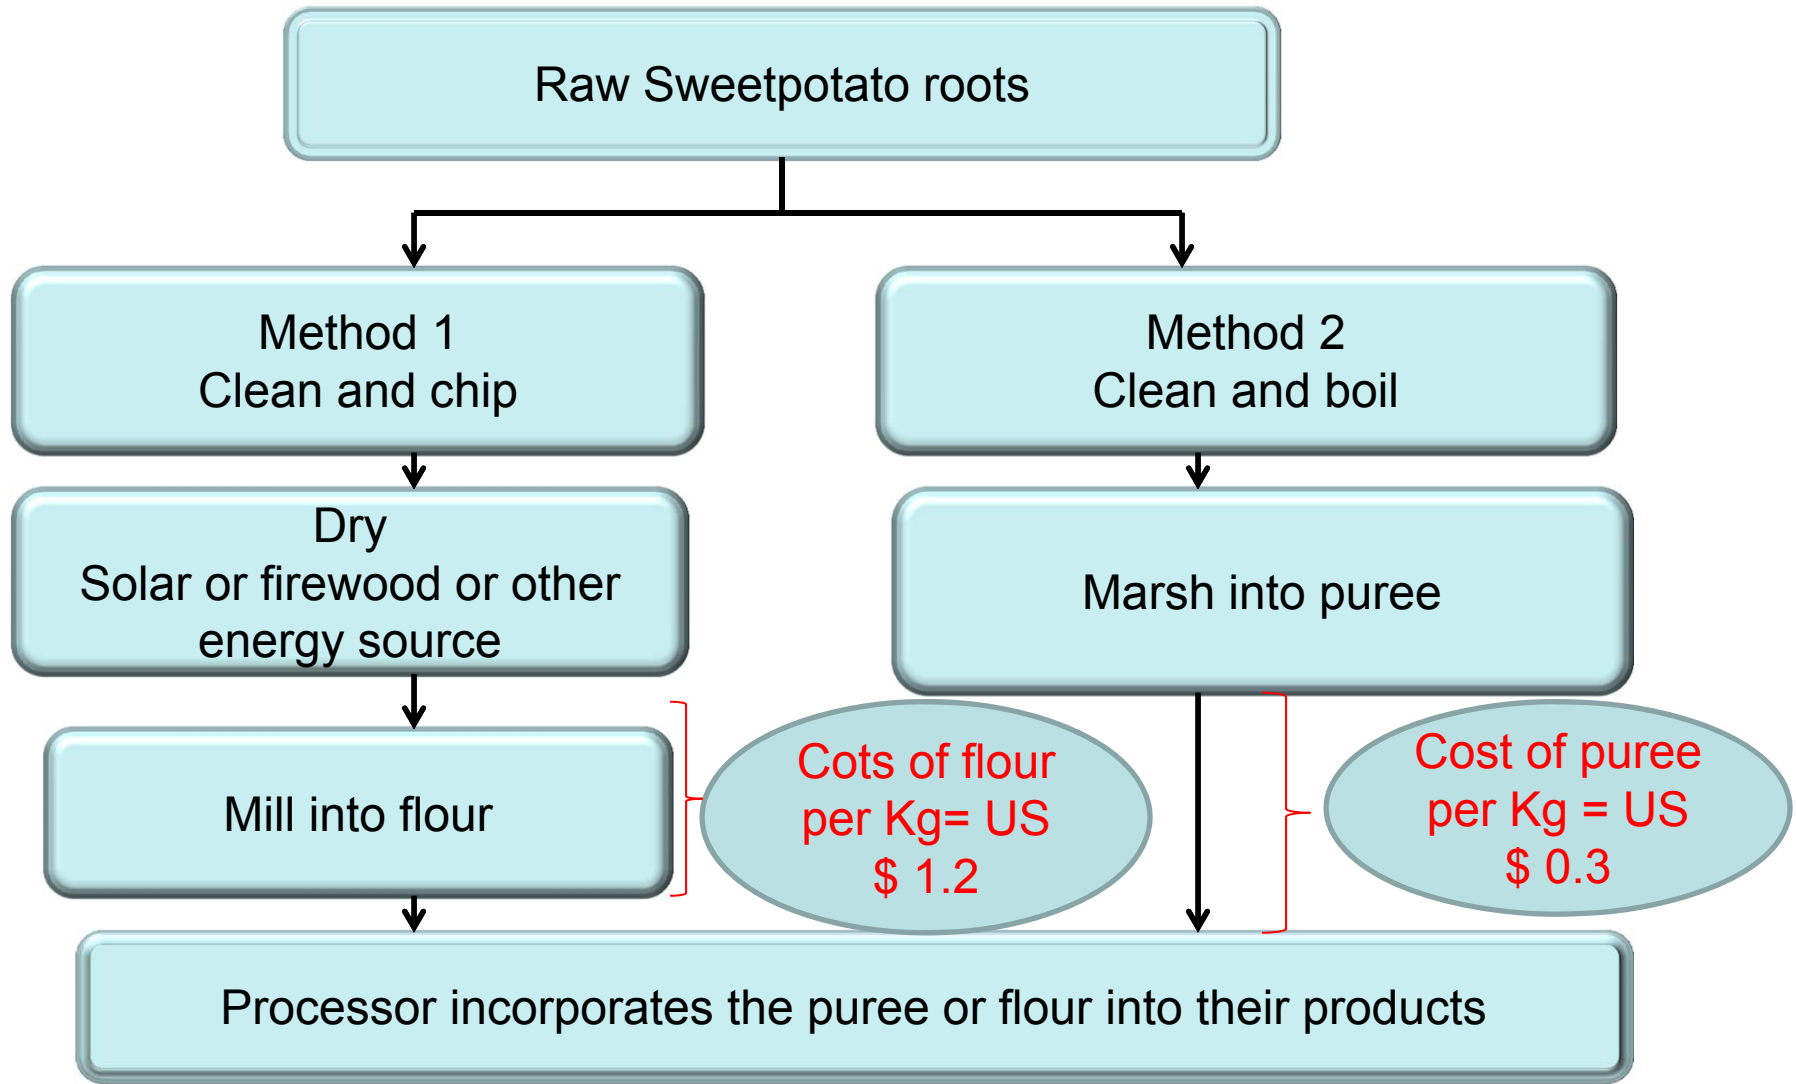 Raw Sweetpotato roots
Method 1
Clean and chip
Method 2
Clean and boil
Dry
Solar or firewood or other
energy source
Marsh into puree
Mill into flour
Cots of flour
per Kg= US
$ 1.2
Cost of puree
per Kg = US
$ 0.3
Processor incorporates the puree or flour into their products